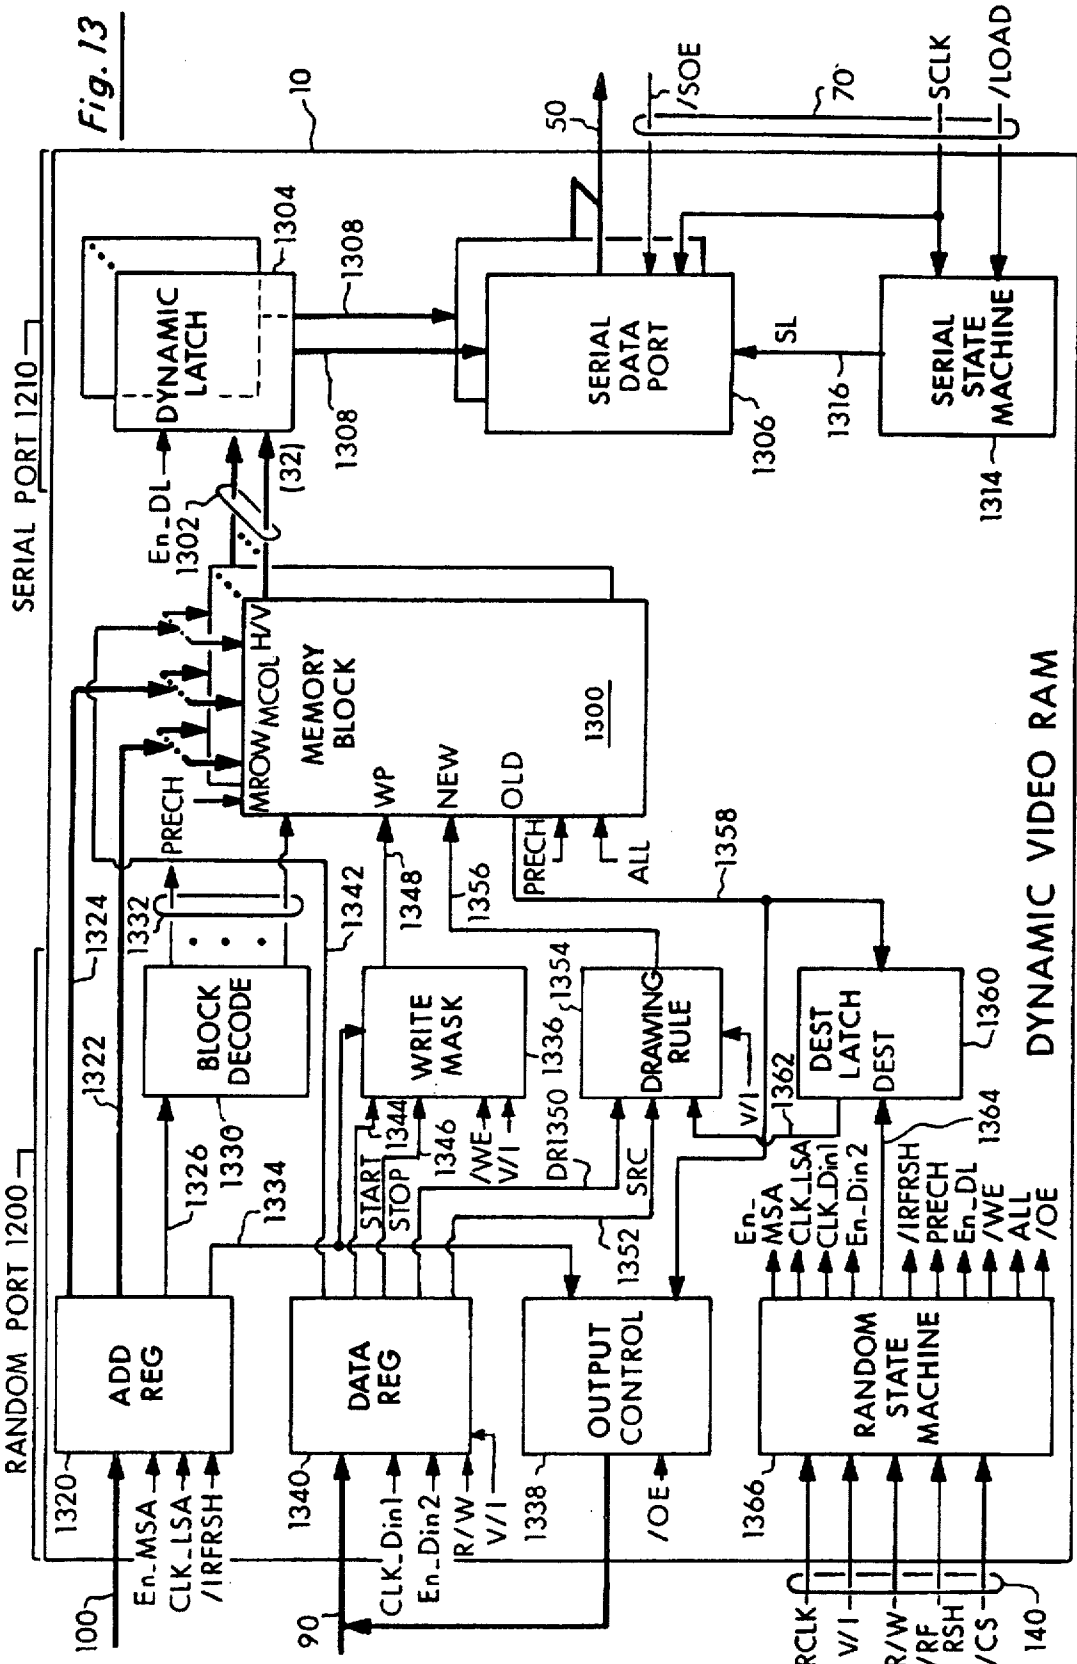 Fig. 13
RANDOM PORT 1200
SERIAL PORT 1210
10
100
1320
En_MSA
CLK_LSA
/IRFRSH
ADD
REG
1322
1324
1326
1330
1334
BLOCK
DECODE
1332
PRECH
90
1340
CLK_Din1
En_Din2
R/W
V/I
DATA
REG
START
1344
STOP
1346
/WE
V/I
WRITE
MASK
1336
1342
1348
DR1350
SRC
1352
DRAWING
RULE
1354
V/I
1356
1338
/OE
OUTPUT
CONTROL
1362
DEST
LATCH
DEST
1360
1364
1358
MROW
MCOL
H/V
MEMORY
BLOCK
1300
WP
NEW
OLD
PRECH
ALL
En_DL
1302
(32)
DYNAMIC
LATCH
1304
1308
1308
SERIAL
DATA
PORT
1306
50
/SOE
70
SCLK
/LOAD
SL
1316
SERIAL
STATE
MACHINE
1314
RCLK
V/I
R/W
/RF
RSH
/CS
140
1366
RANDOM
STATE
MACHINE
En_
MSA
CLK_LSA
CLK_Din1
En_Din2
/IRFRSH
PRECH
En_DL
/WE
ALL
/OE
DYNAMIC VIDEO RAM